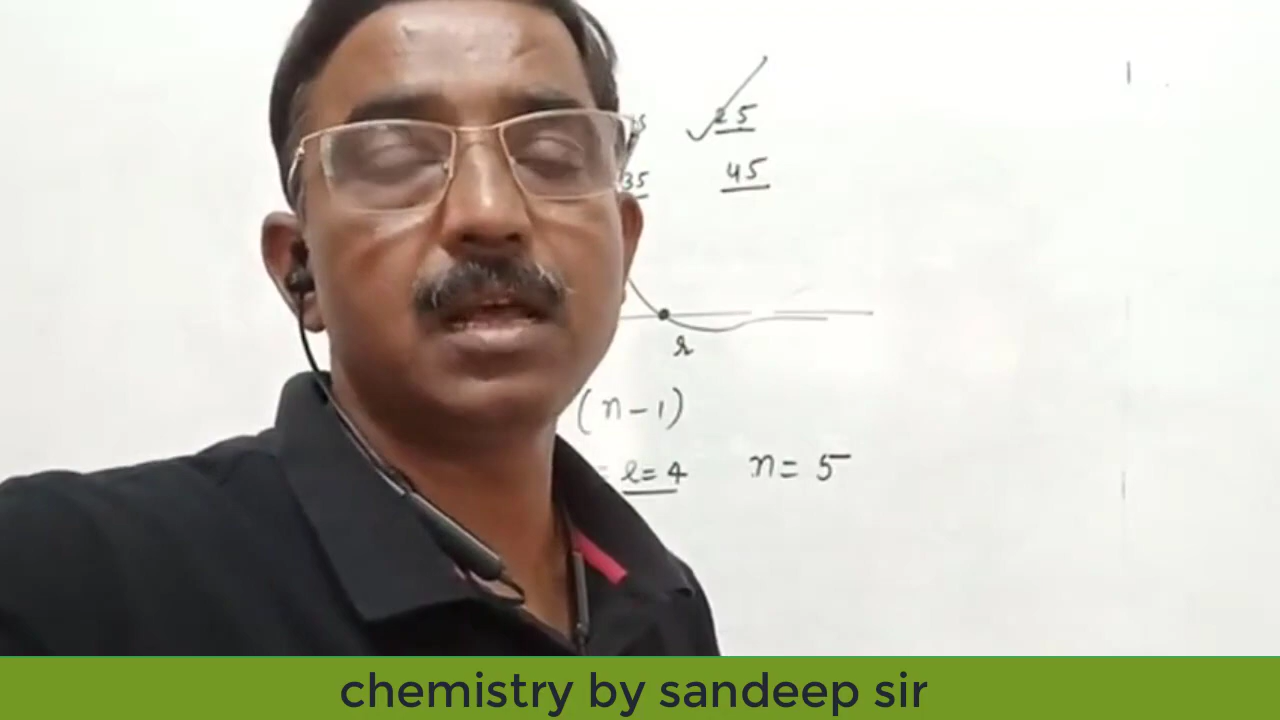 2s
3s 4s
r
(n-1)
= l=4 n= 5
chemistry by sandeep sir